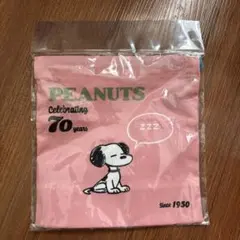 PEANUTS
Celebrating
70 years
zzz
Since 1950